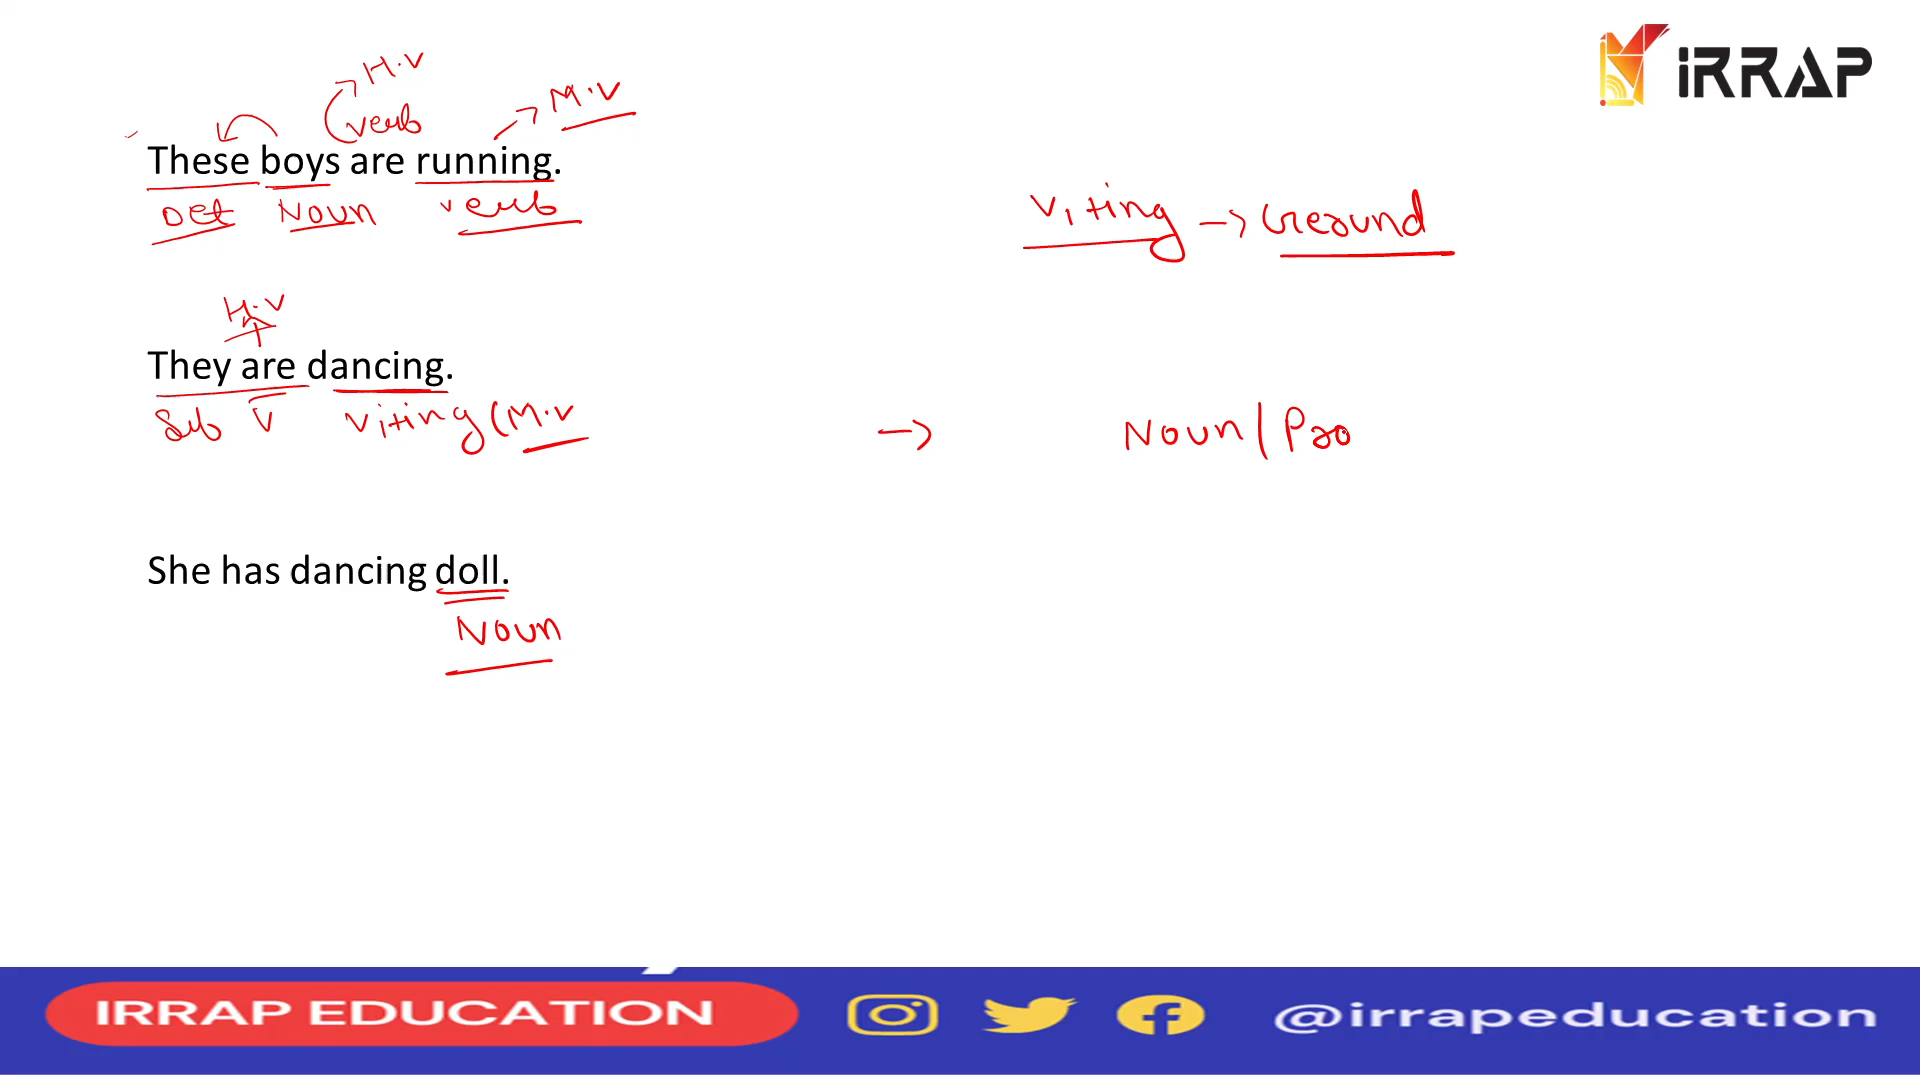 iRRAP
H.V
M.V
verb
These boys are running.
Det Noun verb
V1+ing → Gerund
H.V
They are dancing.
Sub V V1+ing (M.V
→ Noun | Pro
She has dancing doll.
Noun
IRRAP EDUCATION @irrapeducation